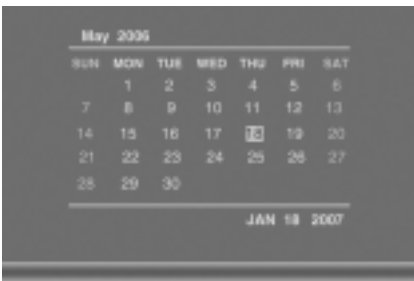 May 2006
SUN MON TUE WED THU FRI SAT
1 2 3 4 5 6
7 8 9 10 11 12 13
14 15 16 17 18 19 20
21 22 23 24 25 26 27
28 29 30
JAN 18 2007